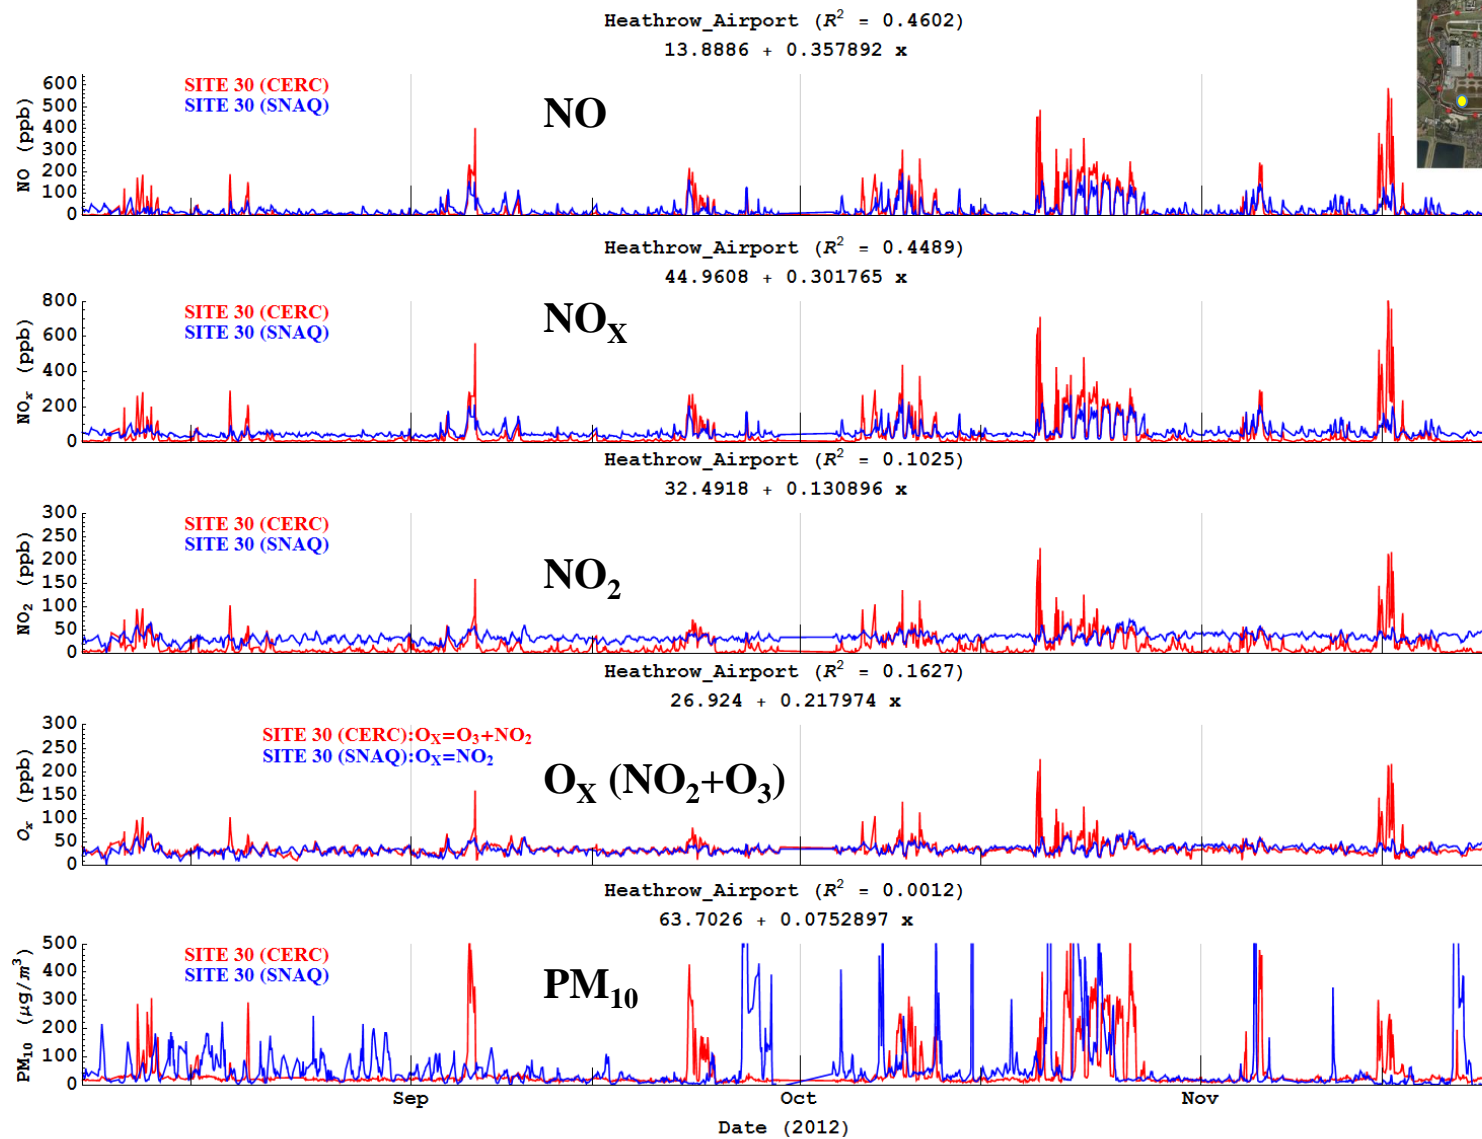 Heathrow_Airport (R² = 0.4602)
13.8886 + 0.357892 x
NO (ppb)
600
500
400
300
200
100
0
SITE 30 (CERC)
SITE 30 (SNAQ)
NO
Heathrow_Airport (R² = 0.4489)
44.9608 + 0.301765 x
NOₓ (ppb)
800
600
400
200
0
SITE 30 (CERC)
SITE 30 (SNAQ)
NOX
Heathrow_Airport (R² = 0.1025)
32.4918 + 0.130896 x
NO₂ (ppb)
300
250
200
150
100
50
0
SITE 30 (CERC)
SITE 30 (SNAQ)
NO₂
Heathrow_Airport (R² = 0.1627)
26.924 + 0.217974 x
Oₓ (ppb)
300
250
200
150
100
50
0
SITE 30 (CERC):OX=O₃+NO₂
SITE 30 (SNAQ):OX=NO₂
OX (NO₂+O₃)
Heathrow_Airport (R² = 0.0012)
63.7026 + 0.0752897 x
PM₁₀ (μg/m³)
500
400
300
200
100
0
SITE 30 (CERC)
SITE 30 (SNAQ)
PM₁₀
Sep Oct Nov
Date (2012)